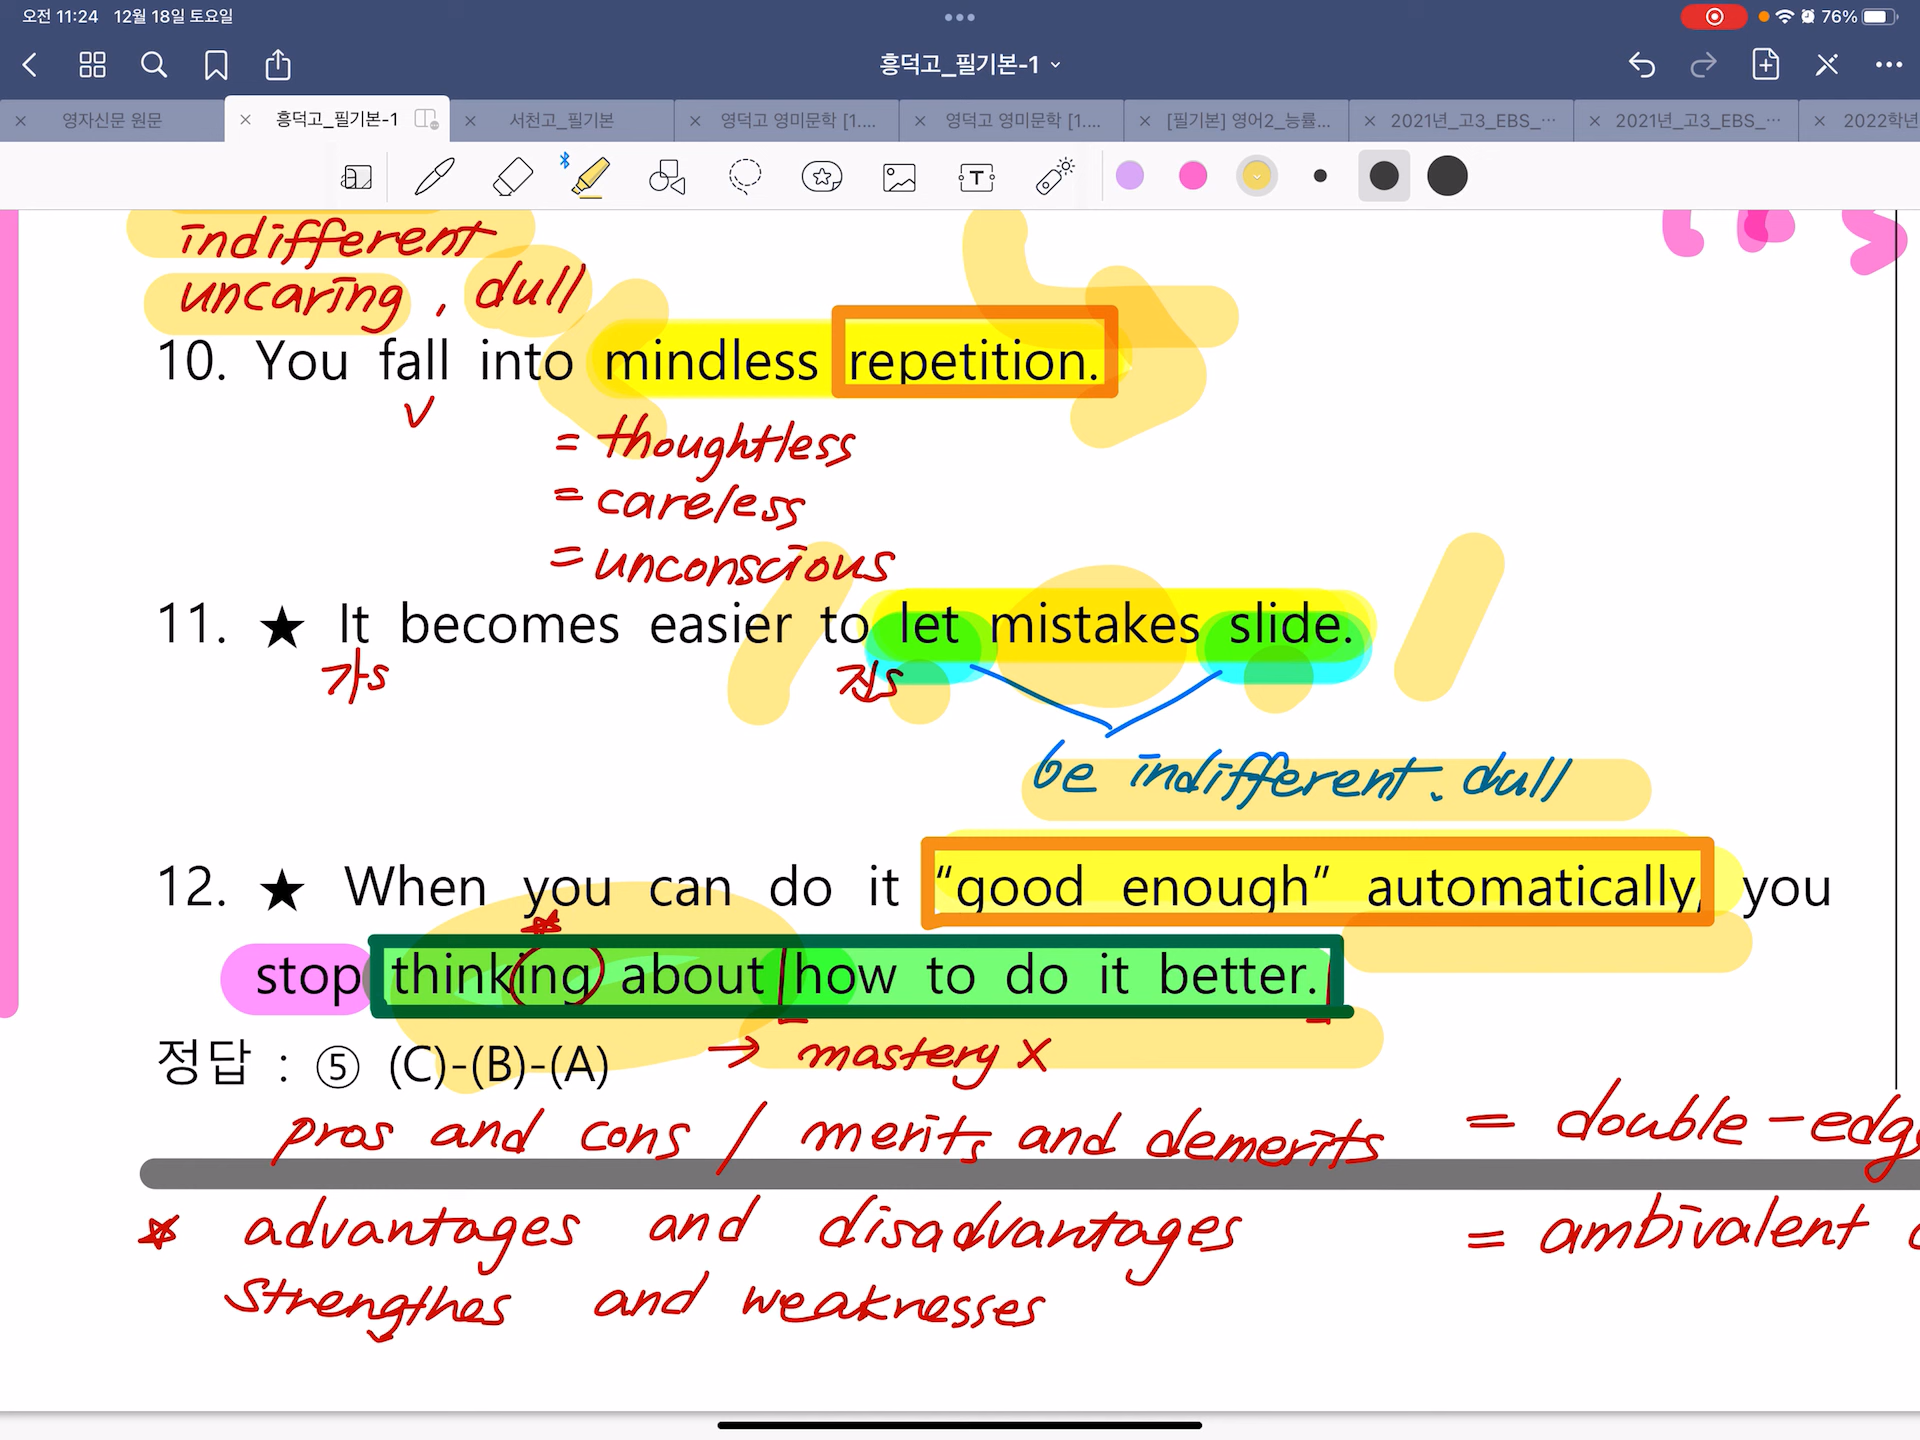 오전 11:24 12월 18일 토요일 76%
흥덕고_필기본-1
영자신문 원문 흥덕고_필기본-1 서천고_필기본 영덕고 영미문학 [1.... 영덕고 영미문학 [1.... [필기본] 영어2_능률... 2021년_고3_EBS_... 2021년_고3_EBS_... 2022학년
indifferent
uncaring , dull
10. You fall into mindless repetition.
v
= thoughtless
= careless
= unconscious
11. ★ It becomes easier to let mistakes slide.
가s 진s
be indifferent. dull
12. ★ When you can do it “good enough” automatically, you
stop thinking about how to do it better.
정답 : ⑤ (C)-(B)-(A) → mastery X
pros and cons / merits and demerits = double-edg
* advantages and disadvantages = ambivalent
strengthes and weaknesses